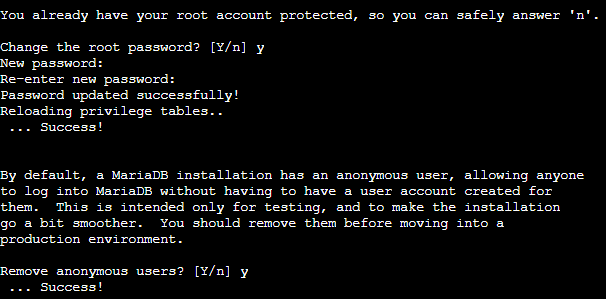 You already have your root account protected, so you can safely answer 'n'.
Change the root password? [Y/n] y
New password:
Re-enter new password:
Password updated successfully!
Reloading privilege tables..
 ... Success!
By default, a MariaDB installation has an anonymous user, allowing anyone
to log into MariaDB without having to have a user account created for
them.  This is intended only for testing, and to make the installation
go a bit smoother.  You should remove them before moving into a
production environment.
Remove anonymous users? [Y/n] y
 ... Success!